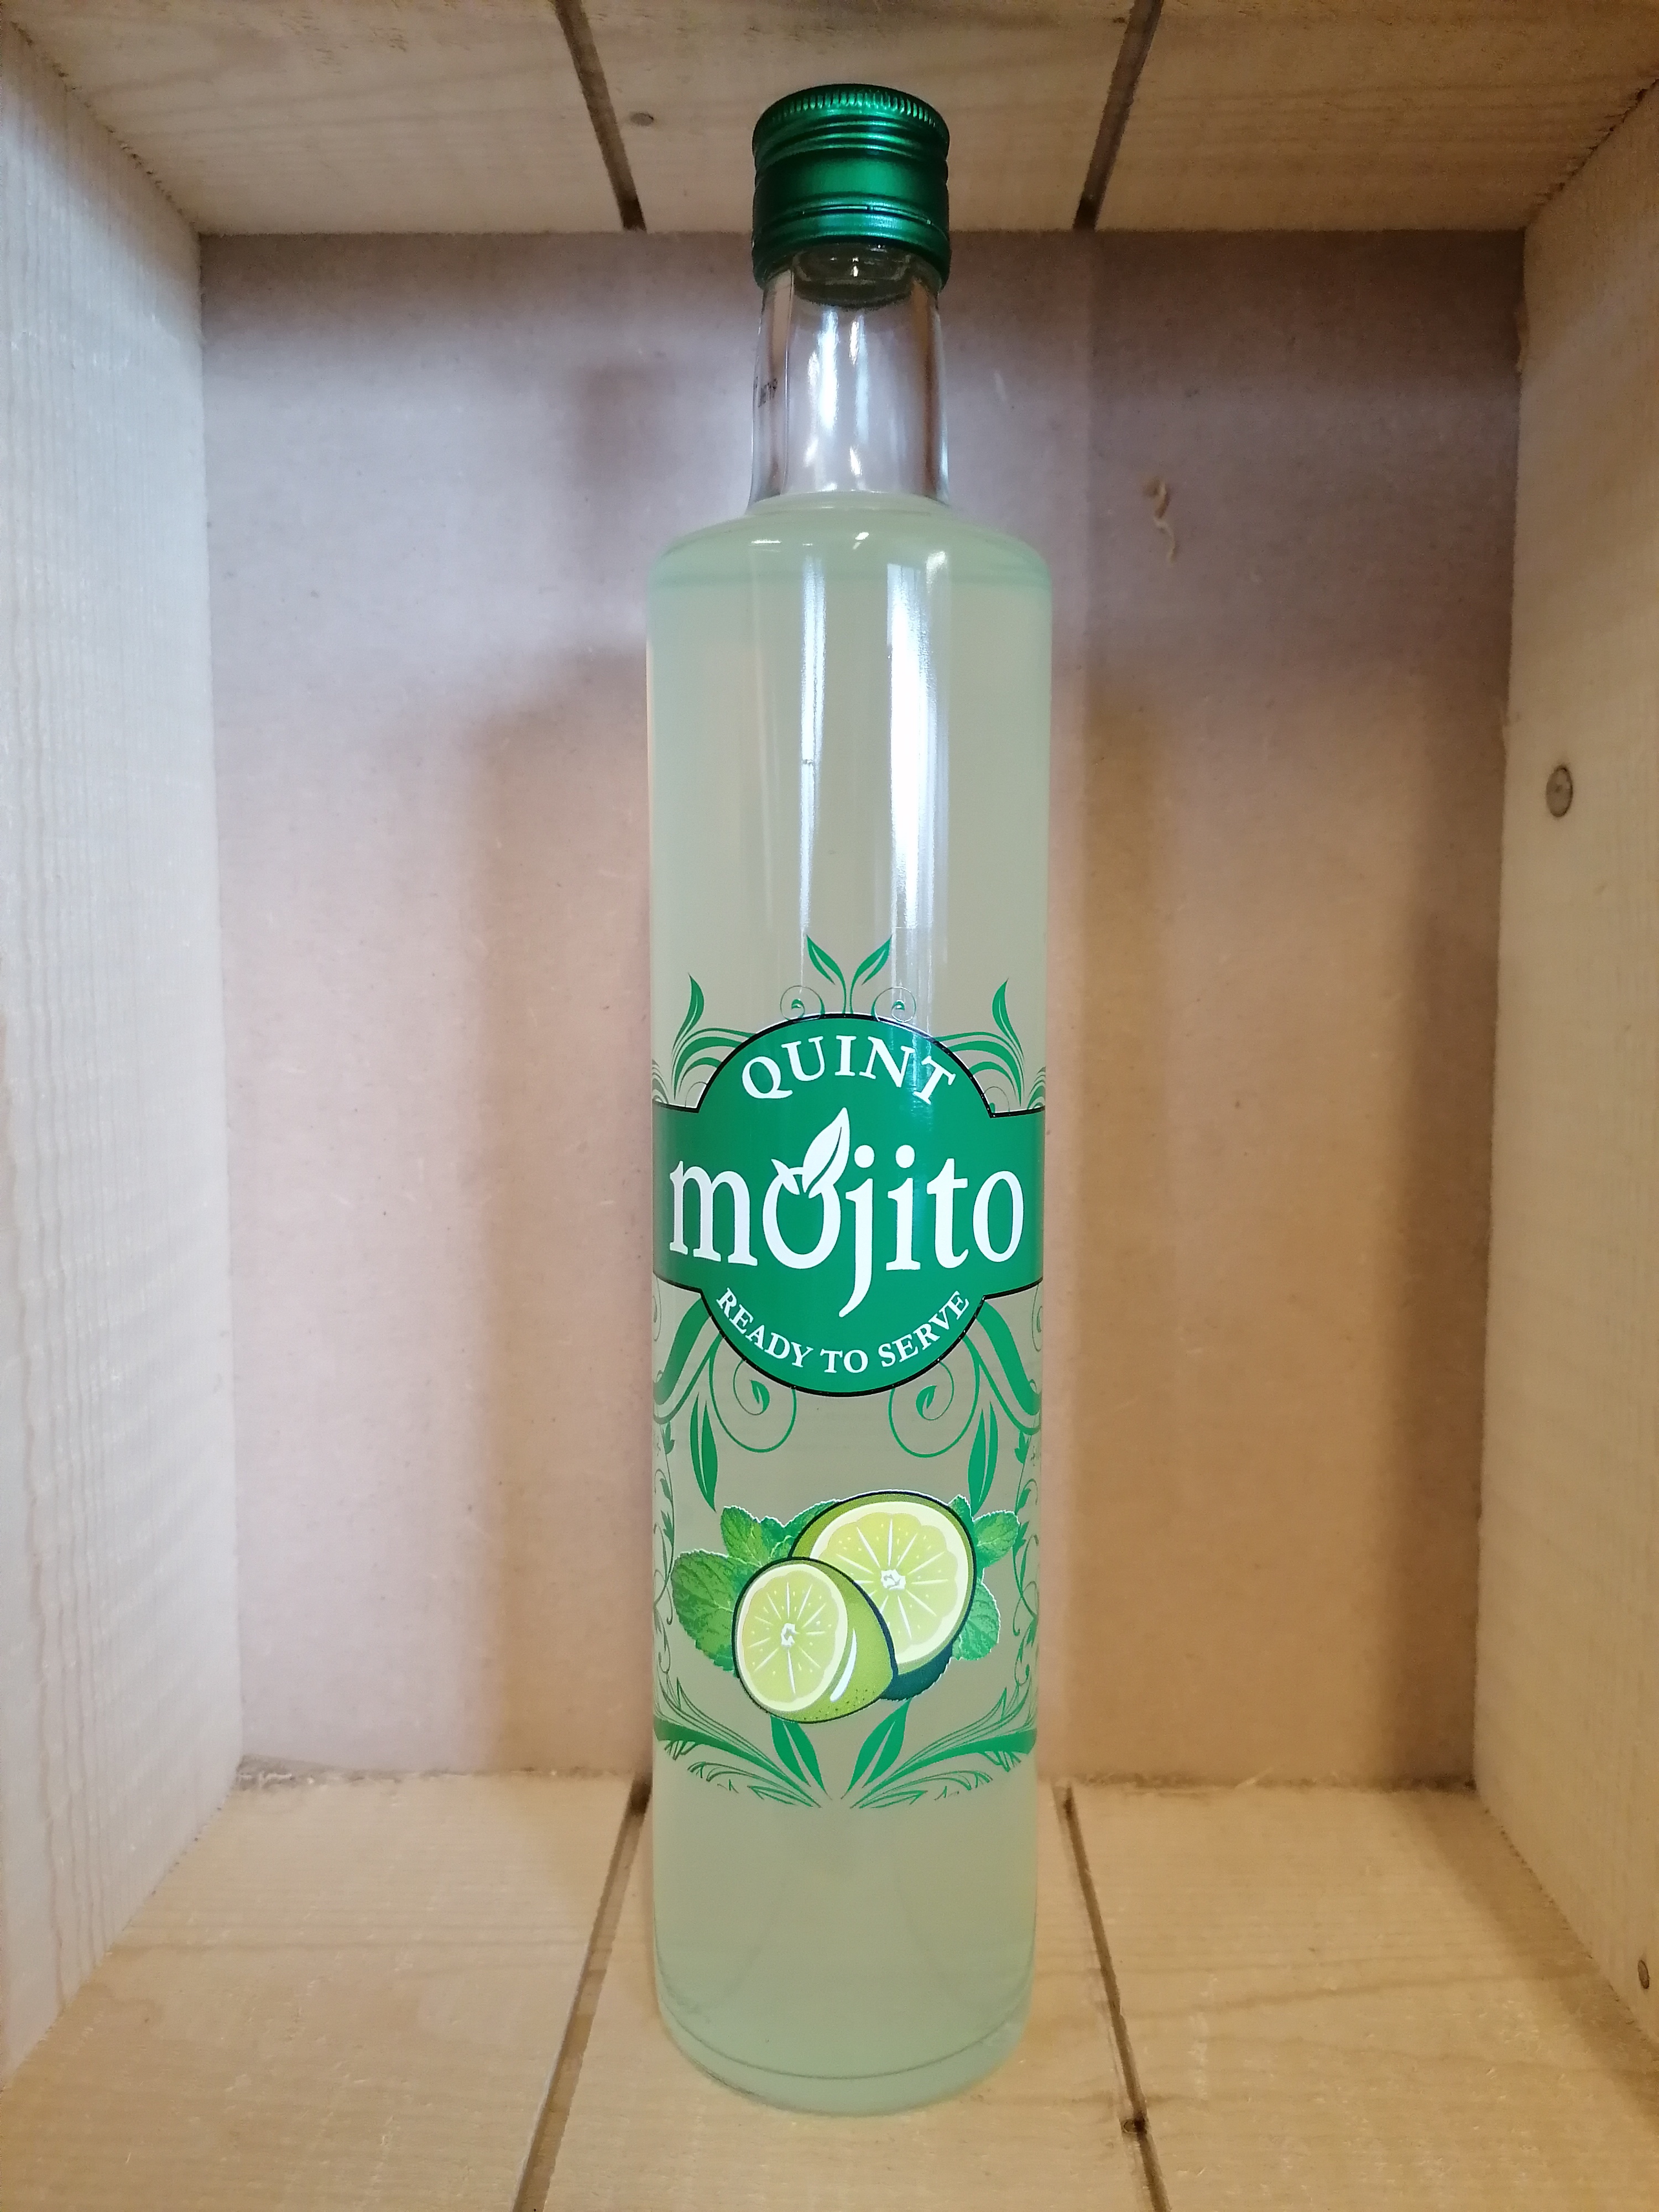 QUINT
mojito
READY TO SERVE